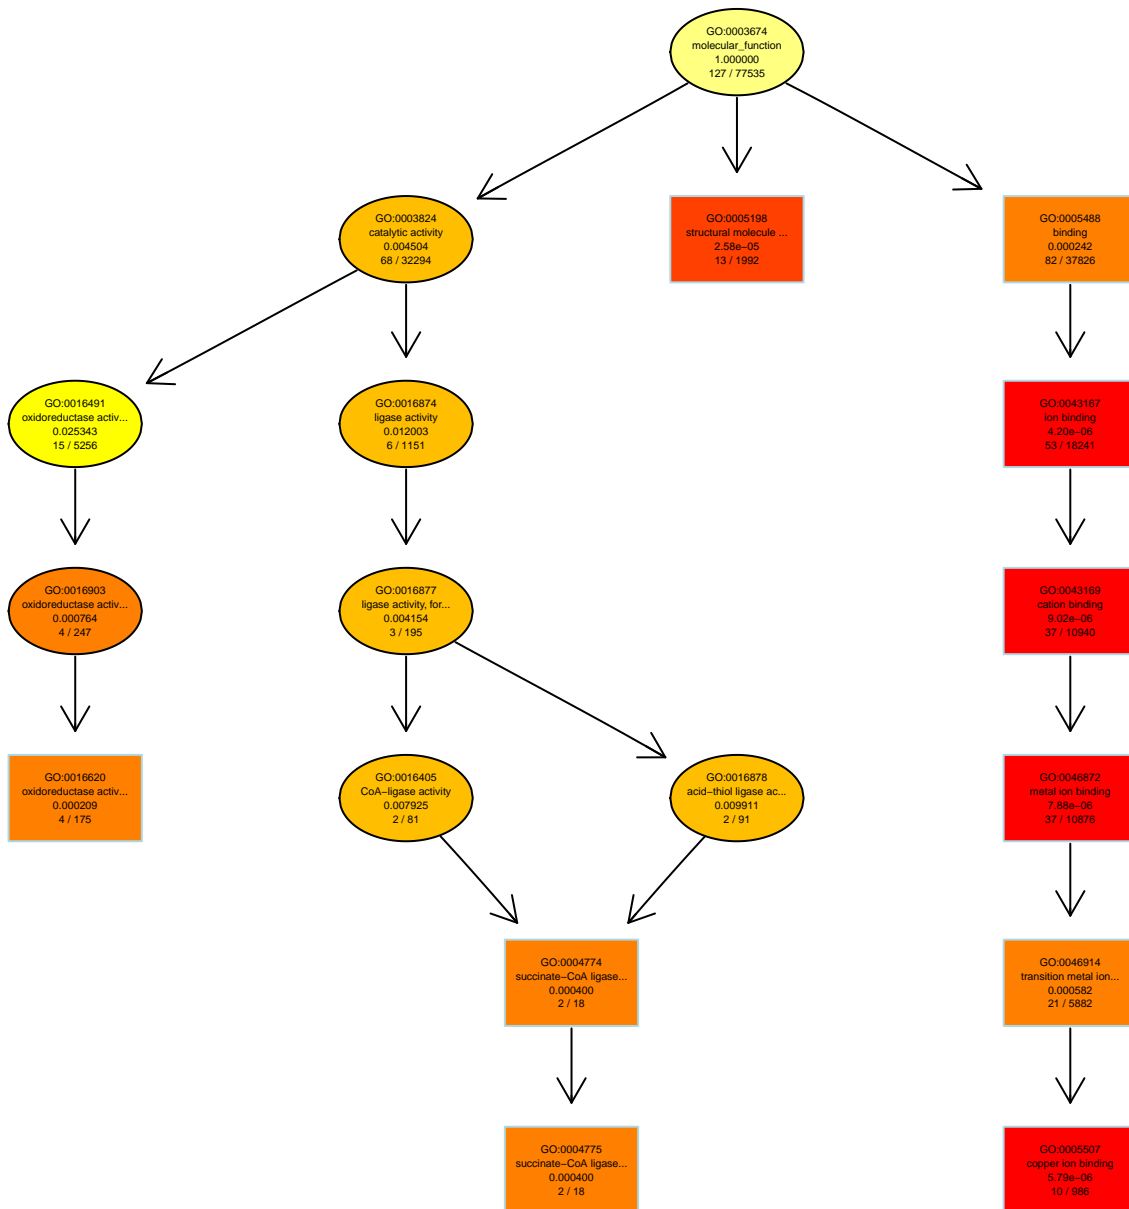 GO:0003674
molecular_function
1.000000
127 / 77535
GO:0003824
catalytic activity
0.004504
68 / 32294
GO:0005198
structural molecule ...
2.58e−05
13 / 1992
GO:0005488
binding
0.000242
82 / 37826
GO:0016491
oxidoreductase activ...
0.025343
15 / 5256
GO:0016874
ligase activity
0.012003
6 / 1151
GO:0043167
ion binding
4.20e−06
53 / 18241
GO:0016903
oxidoreductase activ...
0.000764
4 / 247
GO:0016877
ligase activity, for...
0.004154
3 / 195
GO:0043169
cation binding
9.02e−06
37 / 10940
GO:0016620
oxidoreductase activ...
0.000209
4 / 175
GO:0016405
CoA−ligase activity
0.007925
2 / 81
GO:0016878
acid−thiol ligase ac...
0.009911
2 / 91
GO:0046872
metal ion binding
7.88e−06
37 / 10876
GO:0004774
succinate−CoA ligase...
0.000400
2 / 18
GO:0046914
transition metal ion...
0.000582
21 / 5882
GO:0004775
succinate−CoA ligase...
0.000400
2 / 18
GO:0005507
copper ion binding
5.79e−06
10 / 986